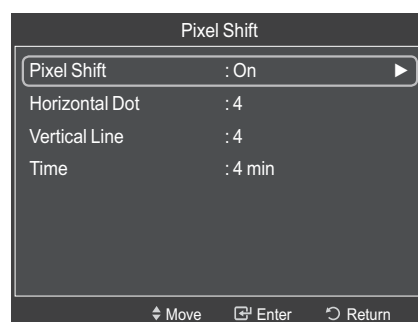 Pixel Shift
Pixel Shift : On
Horizontal Dot : 4
Vertical Line : 4
Time : 4 min
Move Enter Return